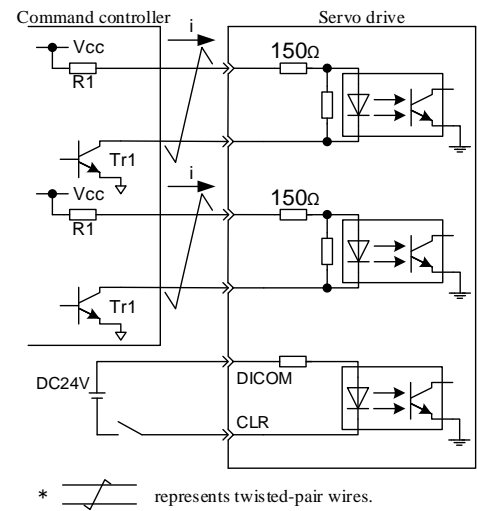 Command controller
Servo drive
Vcc
R1
i
150Ω
Tr1
Vcc
R1
i
150Ω
Tr1
DC24V
DICOM
CLR
* represents twisted-pair wires.